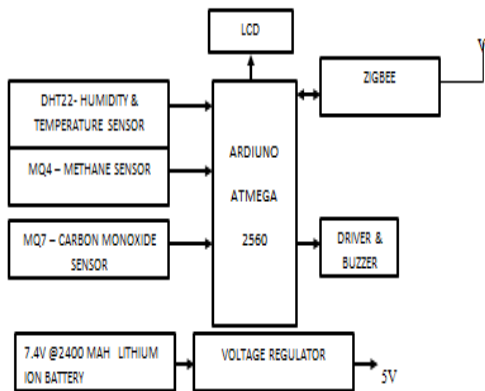 LCD
ZIGBEE
DHT22- HUMIDITY &
TEMPERATURE SENSOR
MQ4 – METHANE SENSOR
MQ7 – CARBON MONOXIDE
SENSOR
ARDIUNO
ATMEGA
2560
DRIVER &
BUZZER
7.4V @2400 MAH LITHIUM
ION BATTERY
VOLTAGE REGULATOR
5V